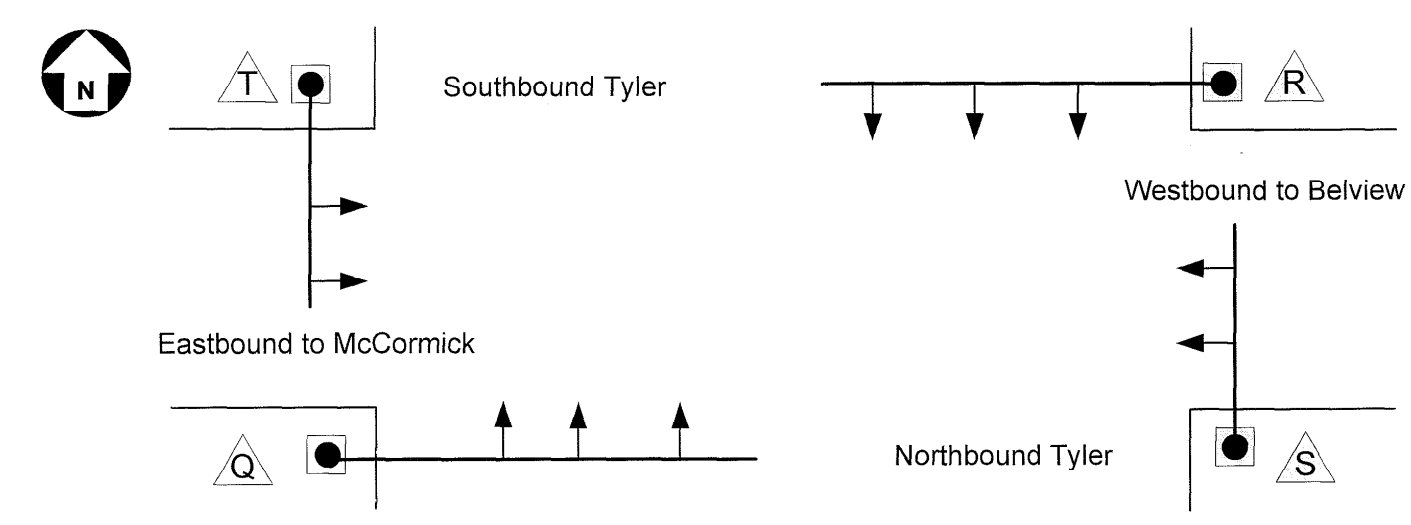 T
Southbound Tyler
R
N
Westbound to Belview
Eastbound to McCormick
Q
Northbound Tyler
S